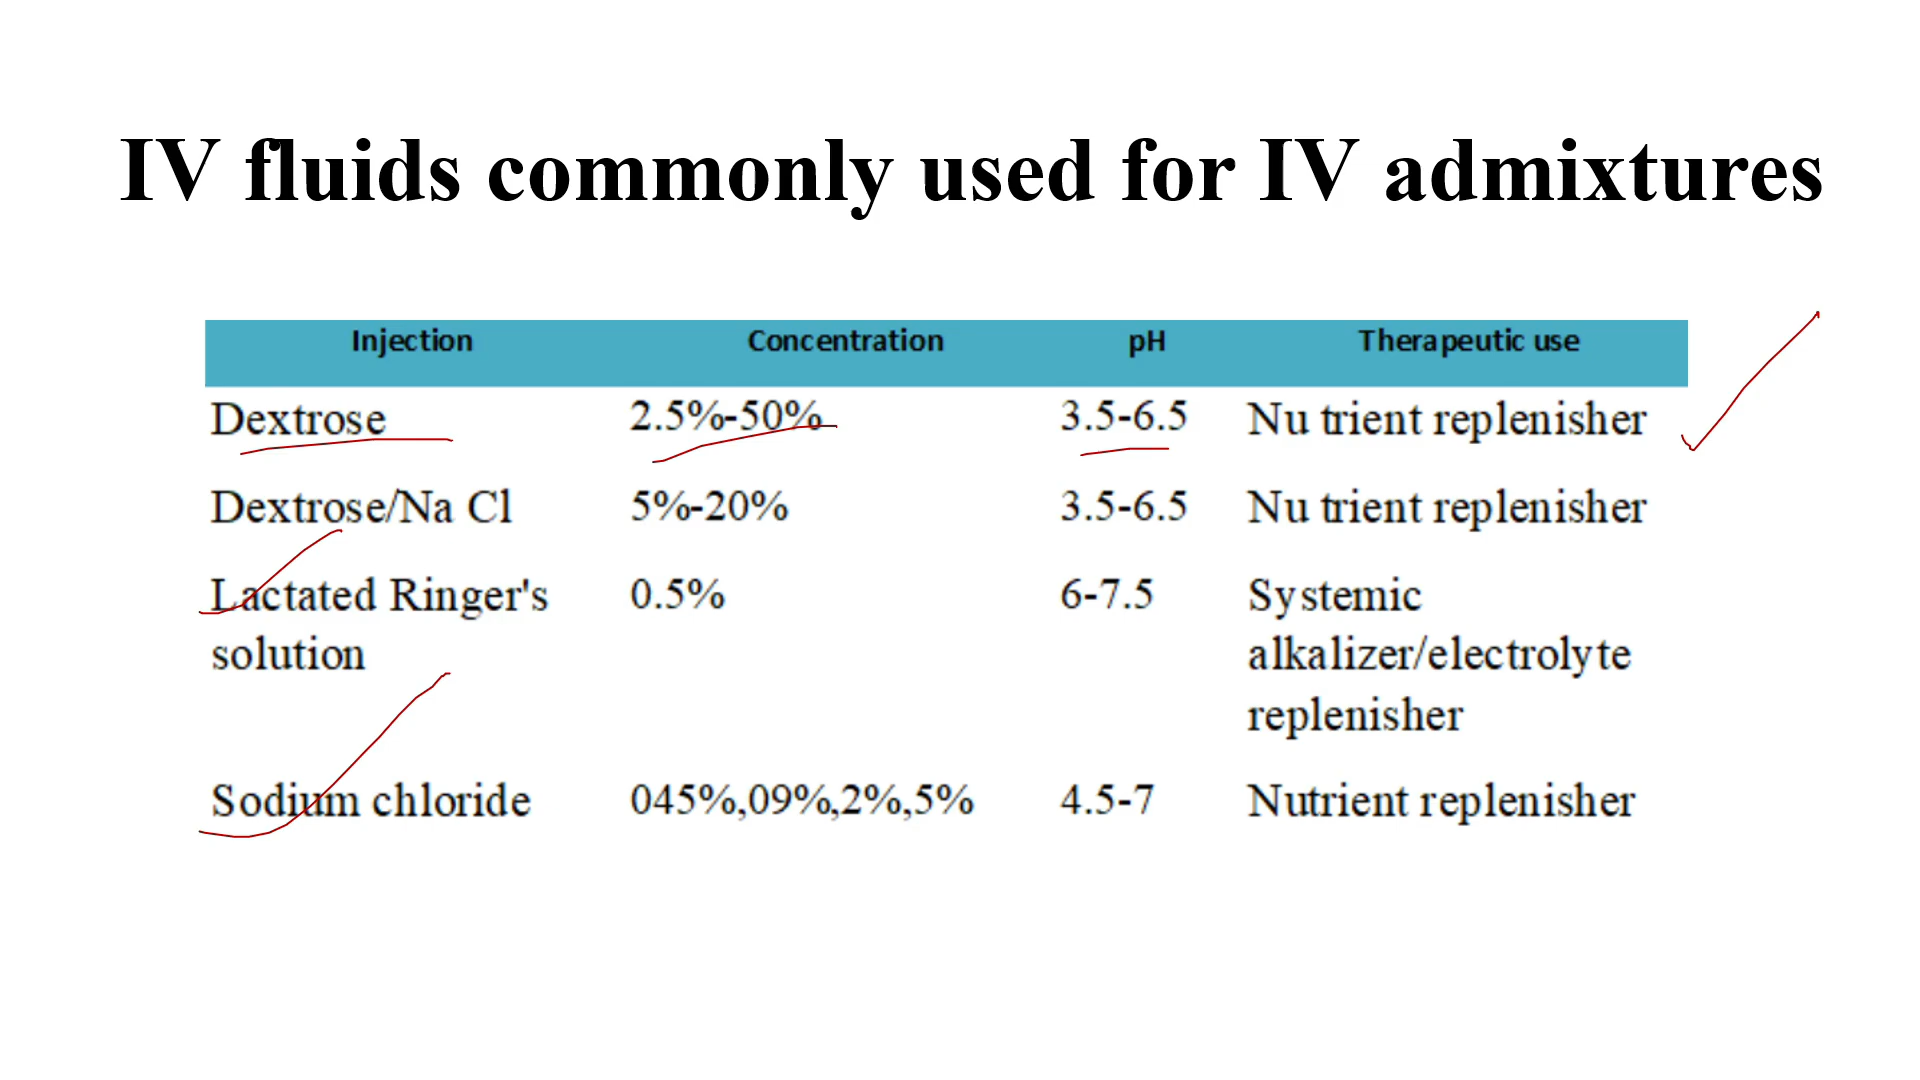 IV fluids commonly used for IV admixtures
Injection Concentration pH Therapeutic use
Dextrose 2.5%-50% 3.5-6.5 Nu trient replenisher
Dextrose/Na Cl 5%-20% 3.5-6.5 Nu trient replenisher
Lactated Ringer's 0.5% 6-7.5 Systemic
solution alkalizer/electrolyte
replenisher
Sodium chloride 045%,09%,2%,5% 4.5-7 Nutrient replenisher